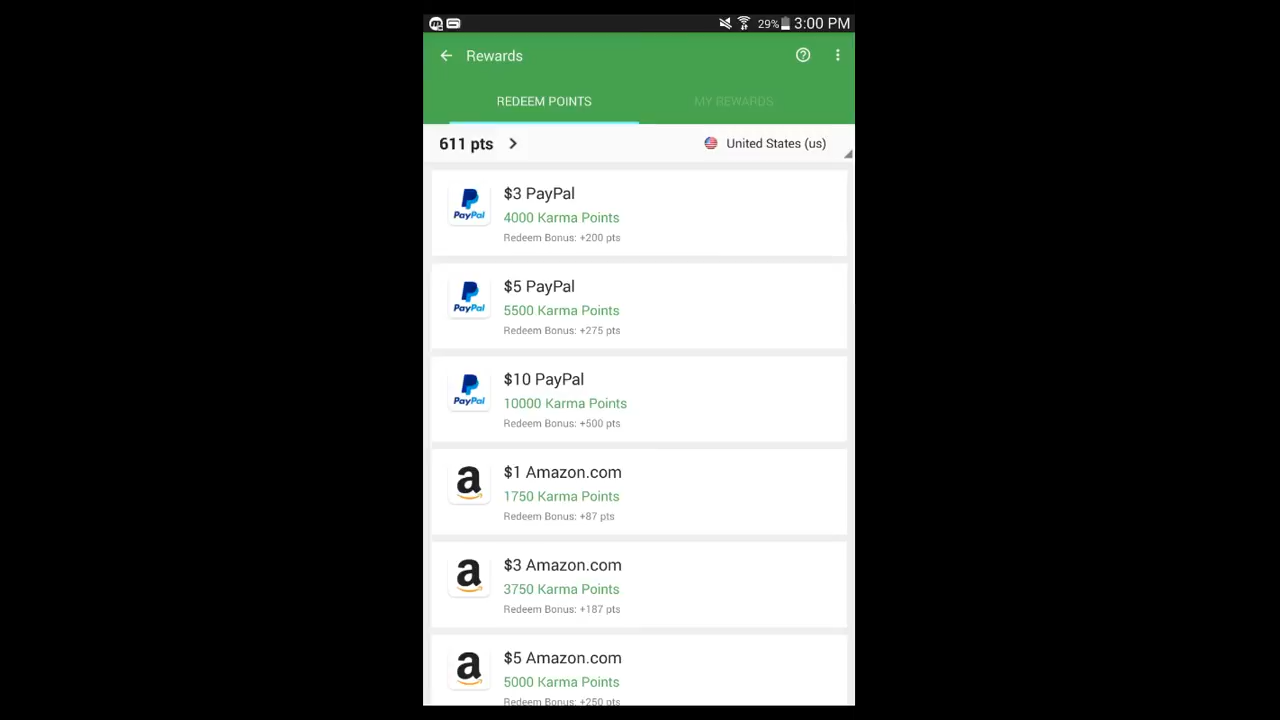 29% 3:00 PM
Rewards
REDEEM POINTS MY REWARDS
611 pts United States (us)
PayPal
$3 PayPal
4000 Karma Points
Redeem Bonus: +200 pts
PayPal
$5 PayPal
5500 Karma Points
Redeem Bonus: +275 pts
PayPal
$10 PayPal
10000 Karma Points
Redeem Bonus: +500 pts
a
$1 Amazon.com
1750 Karma Points
Redeem Bonus: +87 pts
a
$3 Amazon.com
3750 Karma Points
Redeem Bonus: +187 pts
a
$5 Amazon.com
5000 Karma Points
Redeem Bonus: +250 pts